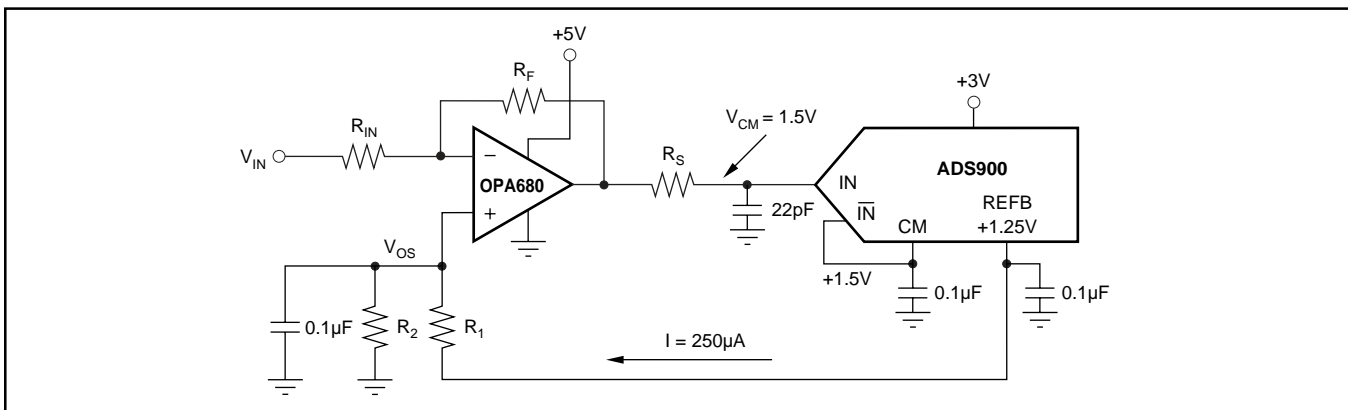 +5V
R_F
+3V
V_CM = 1.5V
R_IN
R_S
V_IN
–
ADS900
OPA680
IN
REFB
+
22pF
I̅N̅
CM
+1.25V
V_OS
+1.5V
0.1µF
0.1µF
0.1µF
R_2
R_1
I = 250µA